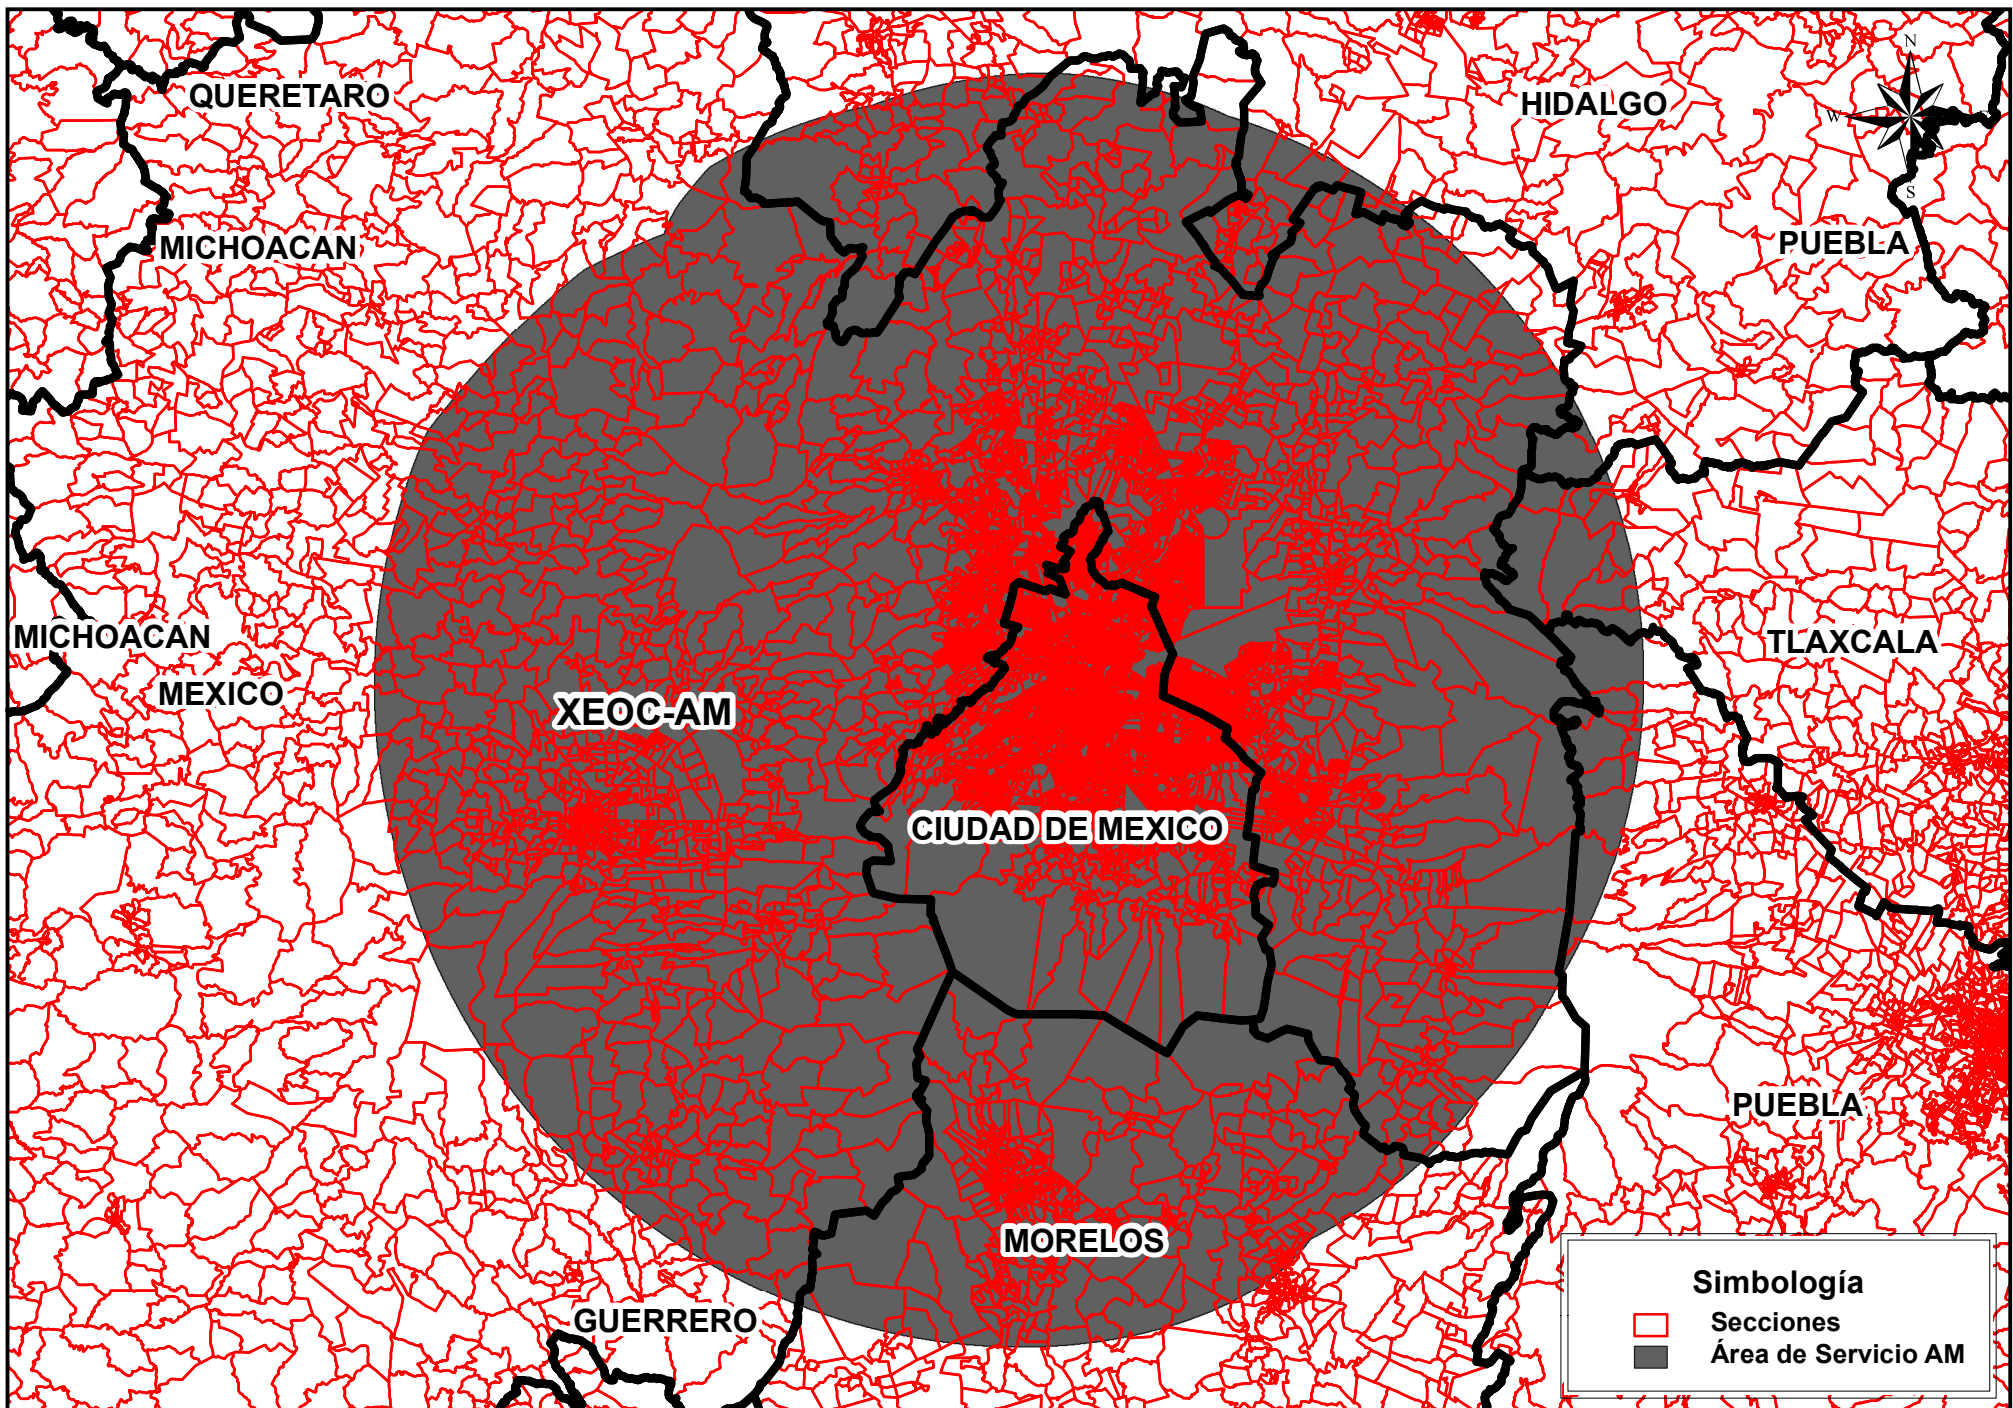 N
QUERETARO
HIDALGO
W
S
MICHOACAN
PUEBLA
MICHOACAN
TLAXCALA
MEXICO
XEOC-AM
CIUDAD DE MEXICO
PUEBLA
MORELOS
GUERRERO
Simbología
Secciones
Área de Servicio AM